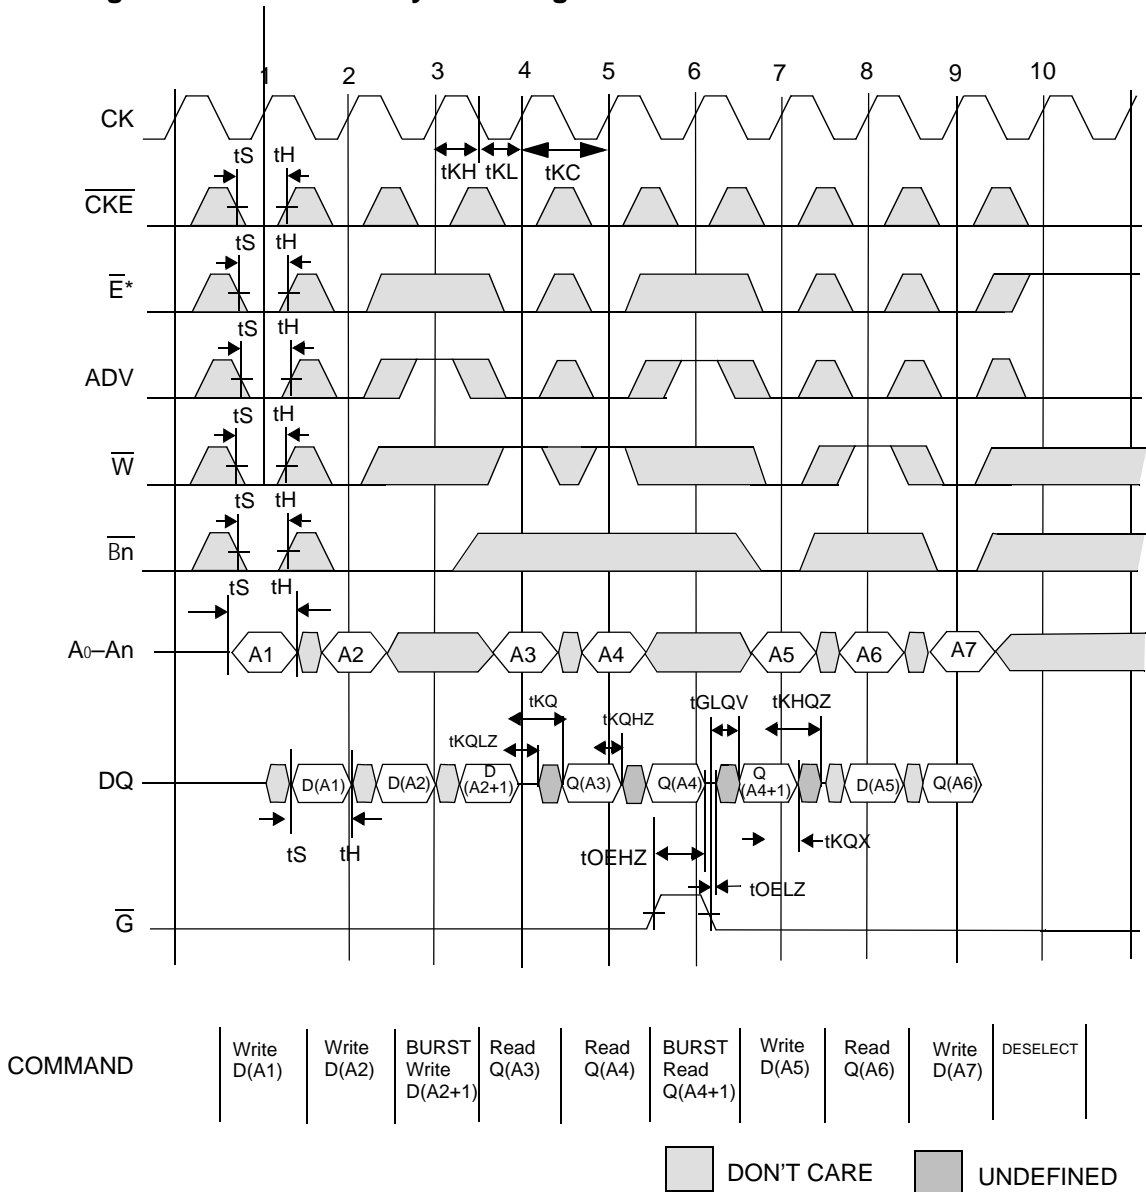 1 2 3 4 5 6 7 8 9 10
CK
tS tH tKH tKL tKC
CKE
tS tH
E*
tS tH
ADV
tS tH
W
tS tH
Bn
tS tH
A0–An A1 A2 A3 A4 A5 A6 A7
tKQ tGLQV tKHQZ
tKQLZ tKQHZ
DQ D(A1) D(A2) D (A2+1) Q(A3) Q(A4) Q (A4+1) D(A5) Q(A6)
tS tH tOEHZ tKQX
tOELZ
G
COMMAND
Write D(A1)
Write D(A2)
BURST Write D(A2+1)
Read Q(A3)
Read Q(A4)
BURST Read Q(A4+1)
Write D(A5)
Read Q(A6)
Write D(A7)
DESELECT
DON'T CARE UNDEFINED